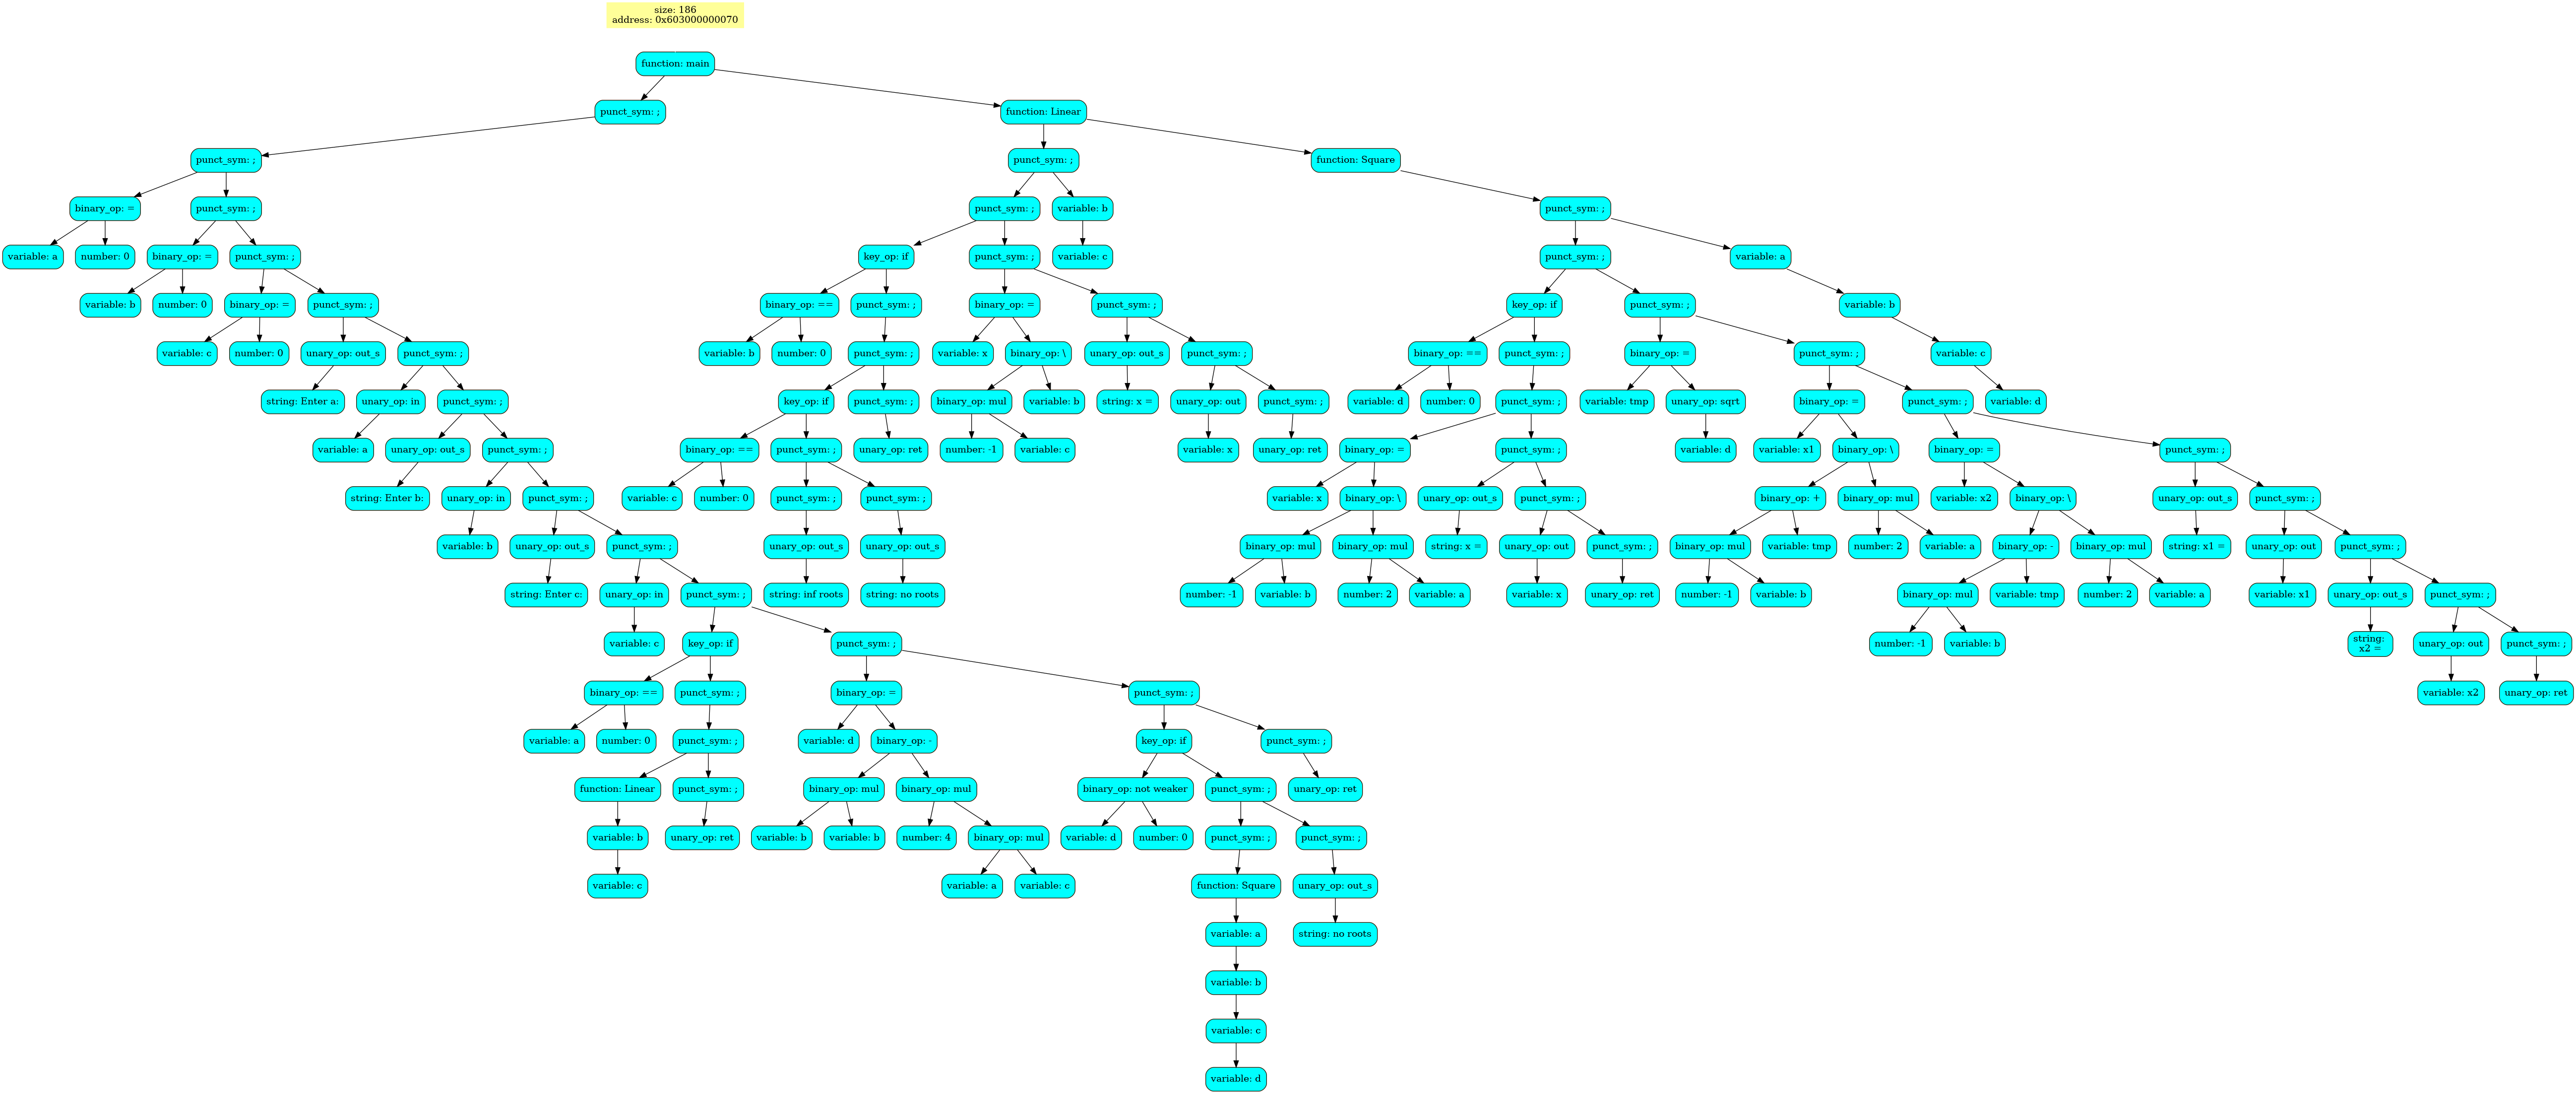 size: 186
address: 0x603000000070
function: main
punct_sym: ;
function: Linear
punct_sym: ;
punct_sym: ;
function: Square
binary_op: =
punct_sym: ;
punct_sym: ;
variable: b
punct_sym: ;
variable: a
number: 0
binary_op: =
punct_sym: ;
key_op: if
punct_sym: ;
variable: c
punct_sym: ;
variable: a
variable: b
number: 0
binary_op: =
punct_sym: ;
binary_op: ==
punct_sym: ;
binary_op: =
punct_sym: ;
key_op: if
punct_sym: ;
variable: b
variable: c
number: 0
unary_op: out_s
punct_sym: ;
variable: b
number: 0
punct_sym: ;
variable: x
binary_op: \
unary_op: out_s
punct_sym: ;
binary_op: ==
punct_sym: ;
binary_op: =
punct_sym: ;
variable: c
string: Enter a:
unary_op: in
punct_sym: ;
key_op: if
punct_sym: ;
binary_op: mul
variable: b
string: x =
unary_op: out
punct_sym: ;
variable: d
number: 0
punct_sym: ;
variable: tmp
unary_op: sqrt
binary_op: =
punct_sym: ;
variable: d
variable: a
unary_op: out_s
punct_sym: ;
binary_op: ==
punct_sym: ;
unary_op: ret
number: -1
variable: c
variable: x
unary_op: ret
binary_op: =
punct_sym: ;
variable: d
variable: x1
binary_op: \
binary_op: =
punct_sym: ;
string: Enter b:
unary_op: in
punct_sym: ;
variable: c
number: 0
punct_sym: ;
punct_sym: ;
variable: x
binary_op: \
unary_op: out_s
punct_sym: ;
binary_op: +
binary_op: mul
variable: x2
binary_op: \
unary_op: out_s
punct_sym: ;
variable: b
unary_op: out_s
punct_sym: ;
unary_op: out_s
unary_op: out_s
binary_op: mul
binary_op: mul
string: x =
unary_op: out
punct_sym: ;
binary_op: mul
variable: tmp
number: 2
variable: a
binary_op: -
binary_op: mul
string: x1 =
unary_op: out
punct_sym: ;
string: Enter c:
unary_op: in
punct_sym: ;
string: inf roots
string: no roots
number: -1
variable: b
number: 2
variable: a
variable: x
unary_op: ret
number: -1
variable: b
binary_op: mul
variable: tmp
number: 2
variable: a
variable: x1
unary_op: out_s
punct_sym: ;
variable: c
key_op: if
punct_sym: ;
number: -1
variable: b
string:
x2 =
unary_op: out
punct_sym: ;
binary_op: ==
punct_sym: ;
binary_op: =
punct_sym: ;
variable: x2
unary_op: ret
variable: a
number: 0
punct_sym: ;
variable: d
binary_op: -
key_op: if
punct_sym: ;
function: Linear
punct_sym: ;
binary_op: mul
binary_op: mul
binary_op: not weaker
punct_sym: ;
unary_op: ret
variable: b
unary_op: ret
variable: b
variable: b
number: 4
binary_op: mul
variable: d
number: 0
punct_sym: ;
punct_sym: ;
variable: c
variable: a
variable: c
function: Square
unary_op: out_s
variable: a
string: no roots
variable: b
variable: c
variable: d